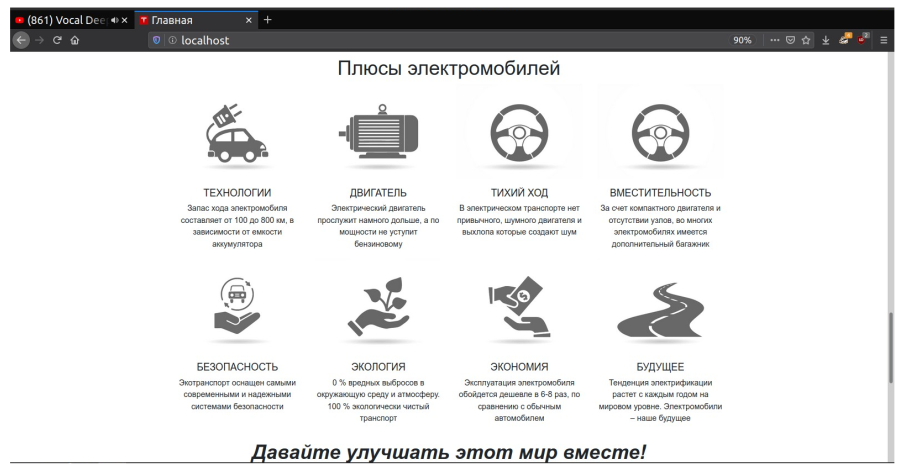 (861) Vocal Dee
Главная
localhost
90%
Плюсы электромобилей
ТЕХНОЛОГИИ
Запас хода электромобиля
составляет от 100 до 800 км, в
зависимости от емкости
аккумулятора
ДВИГАТЕЛЬ
Электрический двигатель
прослужит намного дольше, а по
мощности не уступит
бензиновому
ТИХИЙ ХОД
В электрическом транспорте нет
привычного, шумного двигателя и
выхлопа которые создают шум
ВМЕСТИТЕЛЬНОСТЬ
За счет компактного двигателя и
отсутствии узлов, во многих
электромобилях имеется
дополнительный багажник
БЕЗОПАСНОСТЬ
Экотранспорт оснащен самыми
современными и надежными
системами безопасности
ЭКОЛОГИЯ
0 % вредных выбросов в
окружающую среду и атмосферу.
100 % экологически чистый
транспорт
ЭКОНОМИЯ
Эксплуатация электромобиля
обойдется дешевле в 6-8 раз, по
сравнению с обычным
автомобилем
БУДУЩЕЕ
Тенденция электрификации
растет с каждым годом на
мировом уровне. Электромобили
– наше будущее
Давайте улучшать этот мир вместе!